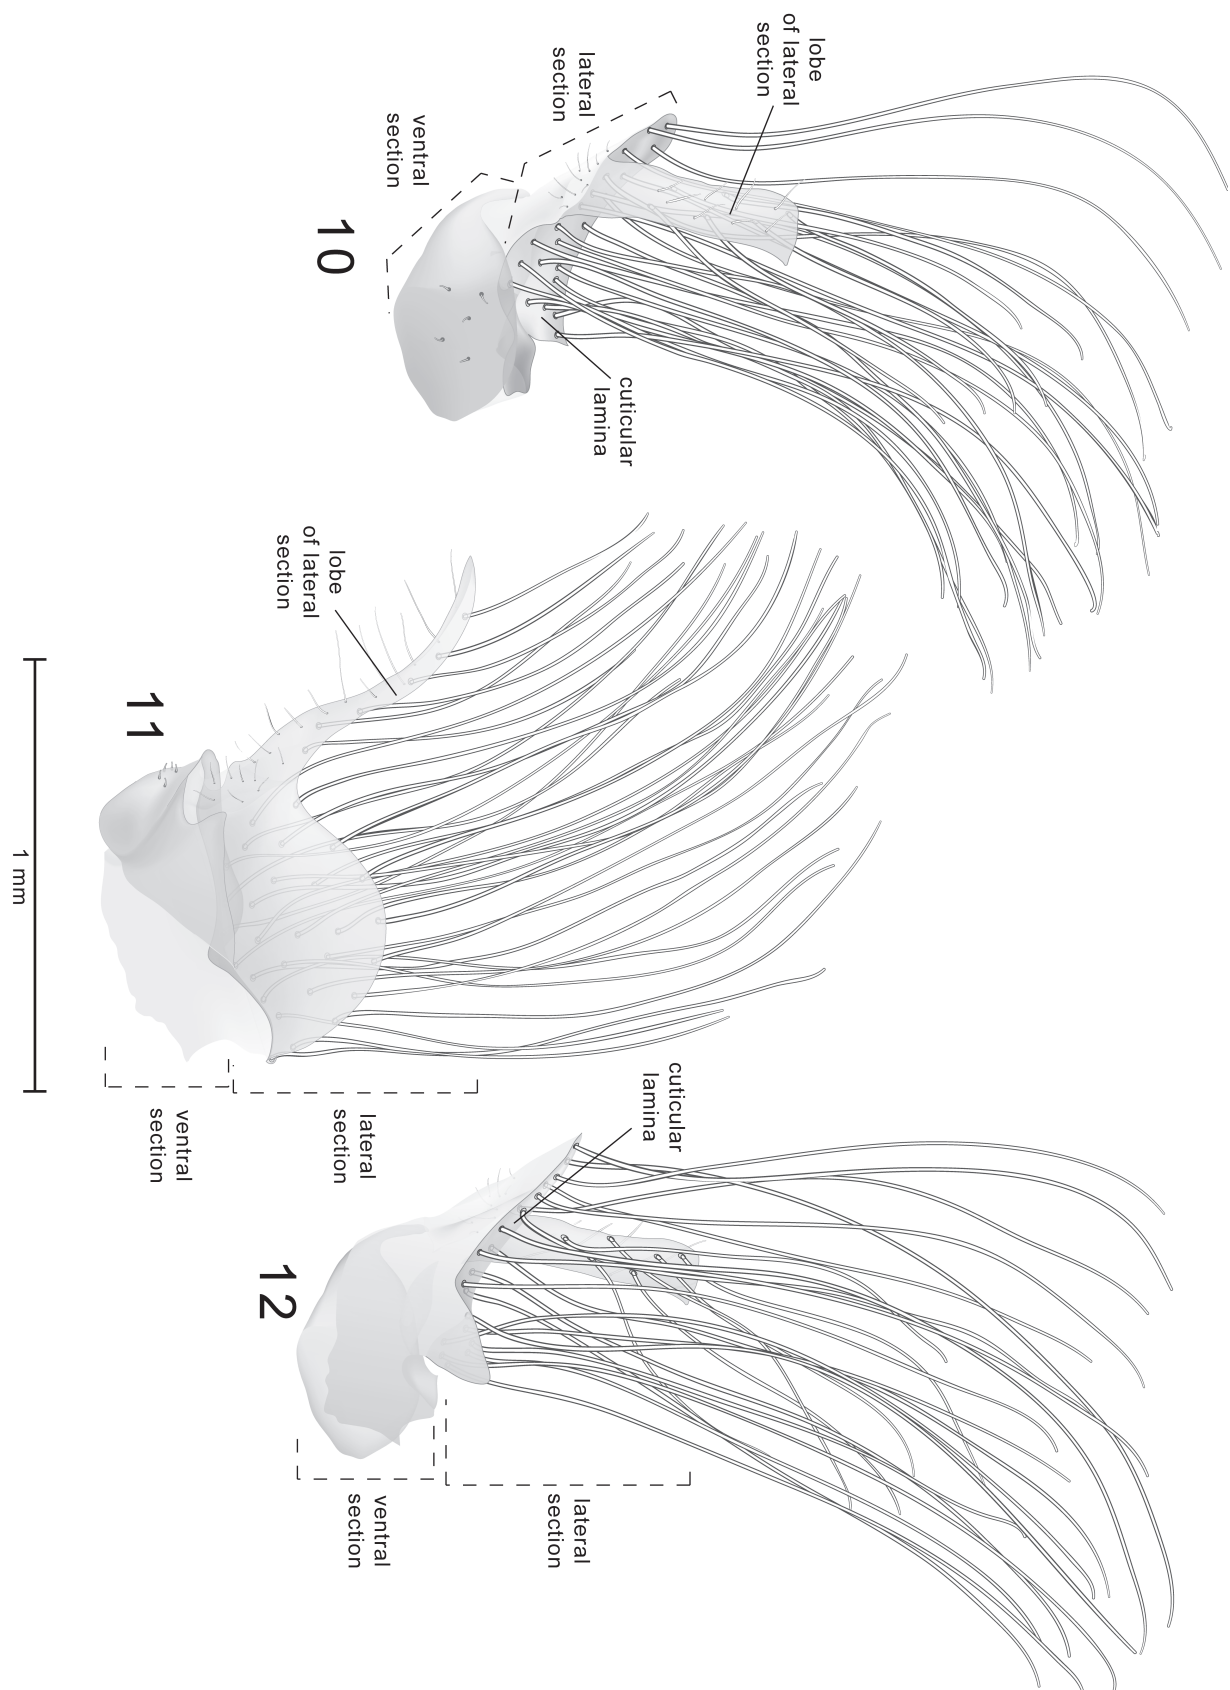 lobe
of lateral
section
lateral
section
ventral
section
10
cuticular
lamina
lobe
of lateral
section
11
1 mm
ventral
section
lateral
section
cuticular
lamina
12
ventral
section
lateral
section